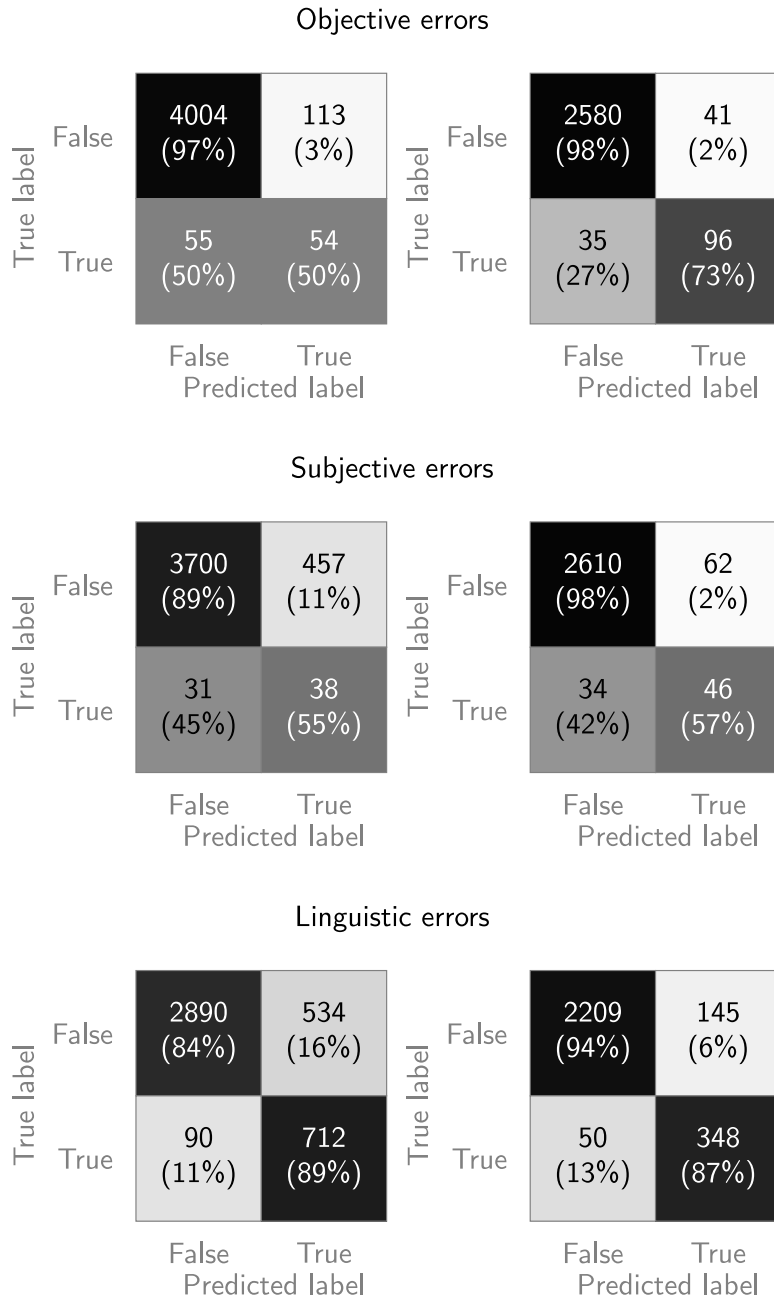 Objective errors
True label
False
4004
(97%)
113
(3%)
True
55
(50%)
54
(50%)
False
True
Predicted label
True label
False
2580
(98%)
41
(2%)
True
35
(27%)
96
(73%)
False
True
Predicted label
Subjective errors
True label
False
3700
(89%)
457
(11%)
True
31
(45%)
38
(55%)
False
True
Predicted label
True label
False
2610
(98%)
62
(2%)
True
34
(42%)
46
(57%)
False
True
Predicted label
Linguistic errors
True label
False
2890
(84%)
534
(16%)
True
90
(11%)
712
(89%)
False
True
Predicted label
True label
False
2209
(94%)
145
(6%)
True
50
(13%)
348
(87%)
False
True
Predicted label